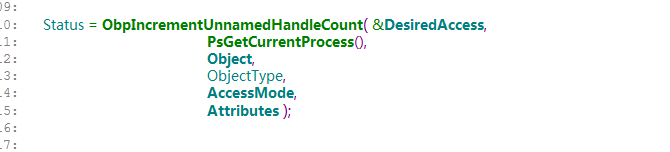 09:
10: Status = ObpIncrementUnnamedHandleCount( &DesiredAccess,
11: PsGetCurrentProcess(),
12: Object,
13: ObjectType,
14: AccessMode,
15: Attributes );
16:
17: